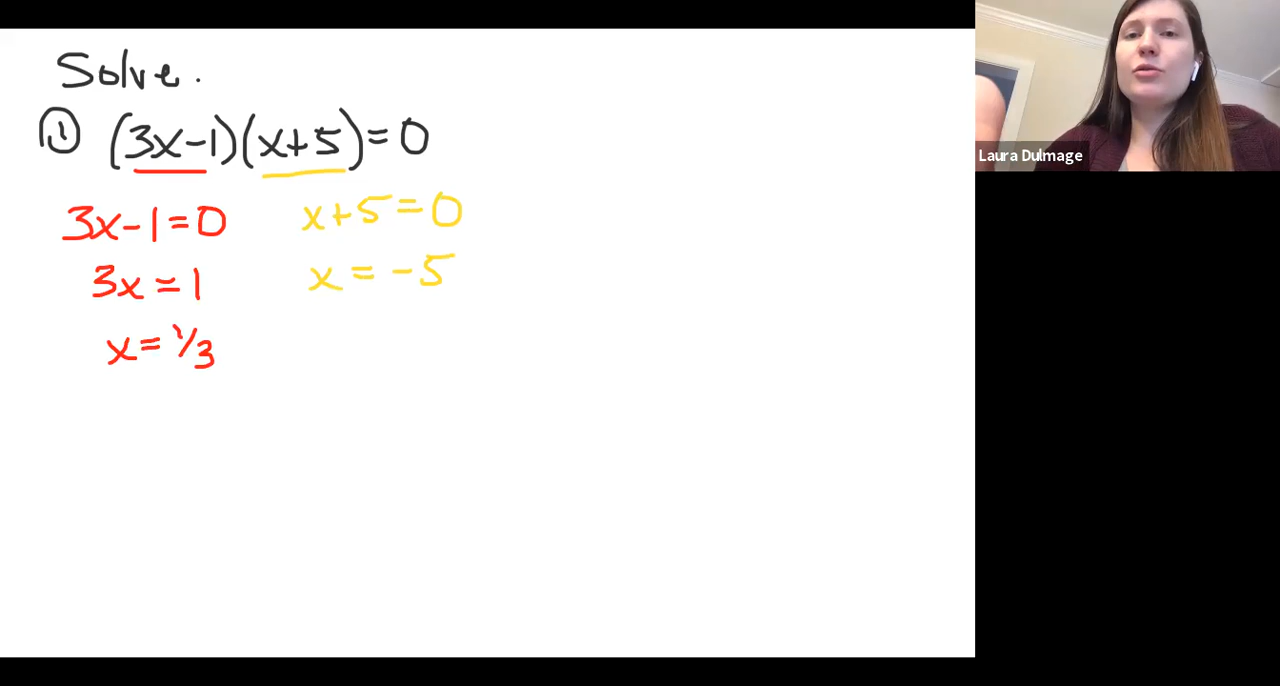 Solve.
① (3x-1)(x+5)=0
3x-1=0
3x=1
x=1/3
x+5=0
x=-5
Laura Dulmage